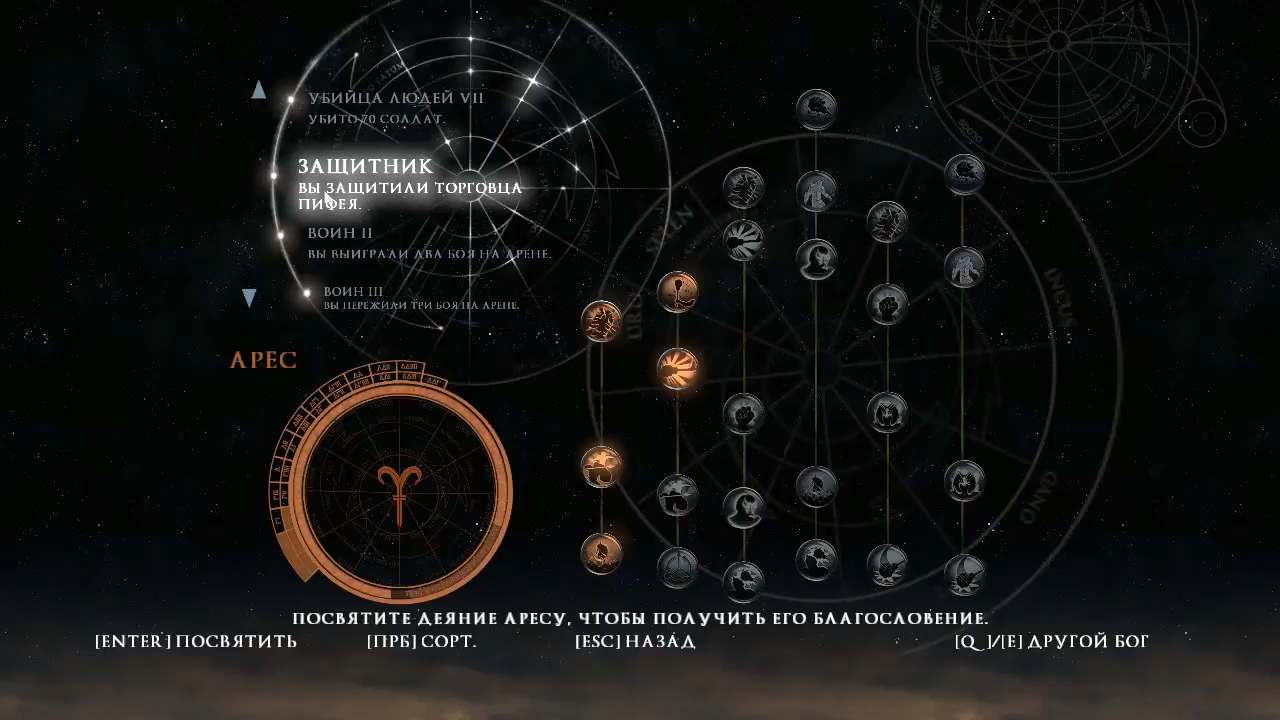 УБИЙЦА ЛЮДЕЙ VII
УБИТО 70 СОЛДАТ.
ЗАЩИТНИК
ВЫ ЗАЩИТИЛИ ТОРГОВЦА
ПИФЕЯ.
ВОИН II
ВЫ ВЫИГРАЛИ ДВА БОЯ НА АРЕНЕ.
ВОИН III
ВЫ ПЕРЕЖИЛИ ТРИ БОЯ НА АРЕНЕ.
АРЕС
ПОСВЯТИТЕ ДЕЯНИЕ АРЕСУ, ЧТОБЫ ПОЛУЧИТЬ ЕГО БЛАГОСЛОВЕНИЕ.
[ENTER] ПОСВЯТИТЬ [ПРБ] СОРТ. [ESC] НАЗАД [Q_]/[E] ДРУГОЙ БОГ